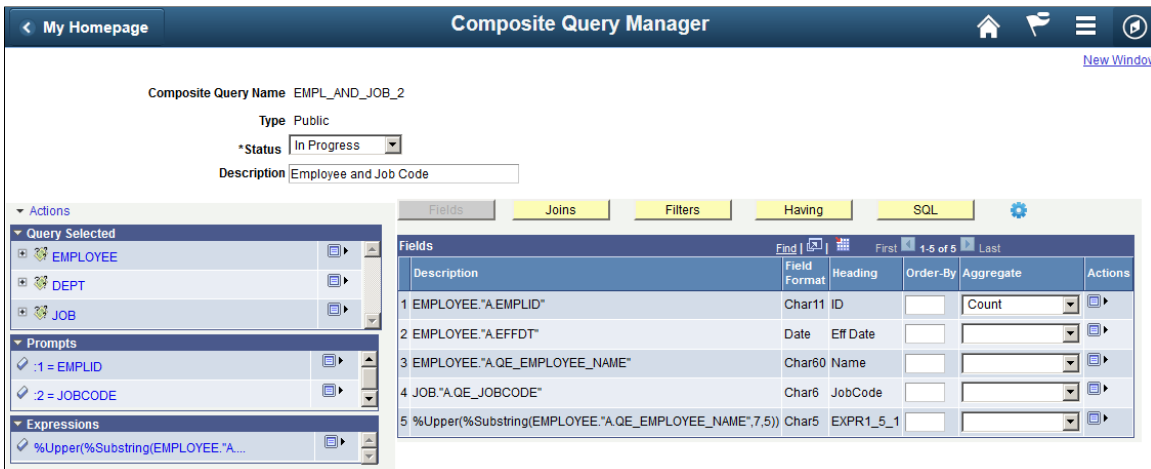 My Homepage
Composite Query Manager
New Window
Composite Query Name EMPL_AND_JOB_2
Type Public
*Status In Progress
Description Employee and Job Code
Actions
Query Selected
EMPLOYEE
DEPT
JOB
Prompts
:1 = EMPLID
:2 = JOBCODE
Expressions
%Upper(%Substring(EMPLOYEE."A....
Fields Joins Filters Having SQL
Fields Find | | First 1-5 of 5 Last
Description Field Format Heading Order-By Aggregate Actions
1 EMPLOYEE."A.EMPLID" Char11 ID Count
2 EMPLOYEE."A.EFFDT" Date Eff Date
3 EMPLOYEE."A.QE_EMPLOYEE_NAME" Char60 Name
4 JOB."A.QE_JOBCODE" Char6 JobCode
5 %Upper(%Substring(EMPLOYEE."A.QE_EMPLOYEE_NAME",7,5)) Char5 EXPR1_5_1